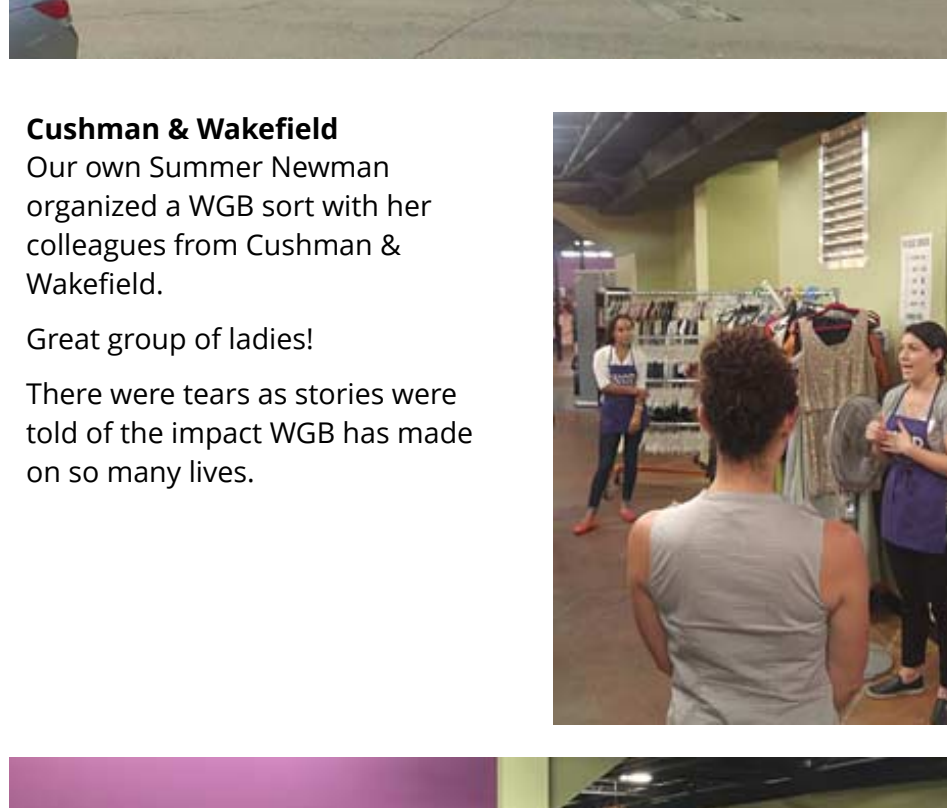 Cushman & Wakefield
Our own Summer Newman
organized a WGB sort with her
colleagues from Cushman &
Wakefield.
Great group of ladies!
There were tears as stories were
told of the impact WGB has made
on so many lives.